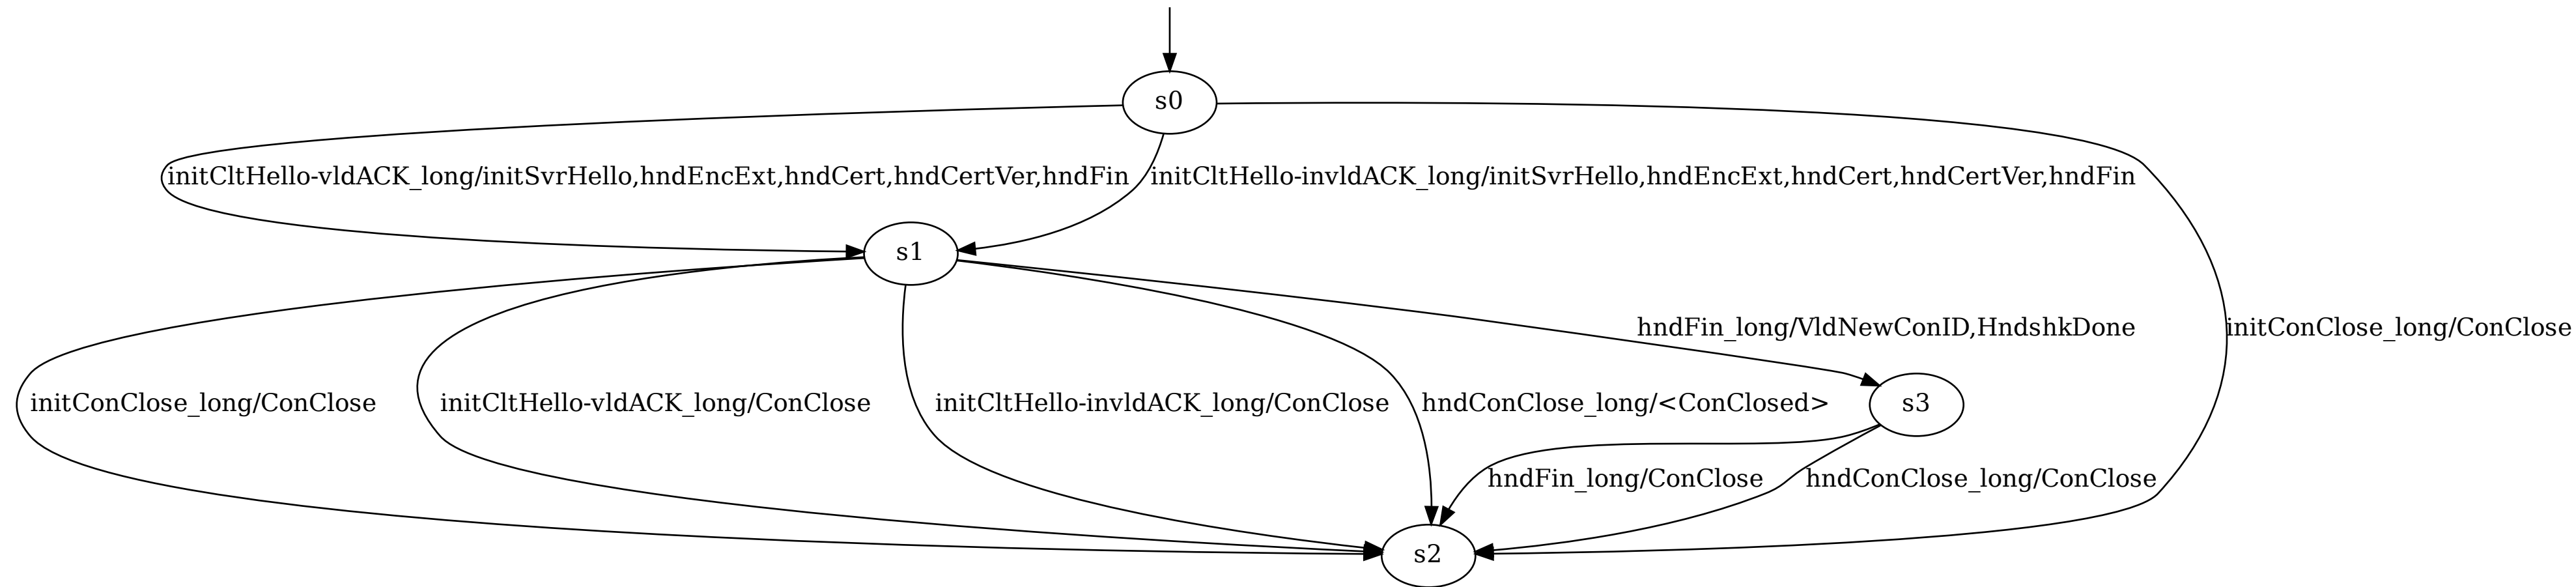 s0
initCltHello-vldACK_long/initSvrHello,hndEncExt,hndCert,hndCertVer,hndFin
initCltHello-invldACK_long/initSvrHello,hndEncExt,hndCert,hndCertVer,hndFin
s1
hndFin_long/VldNewConID,HndshkDone
initConClose_long/ConClose
initConClose_long/ConClose
initCltHello-vldACK_long/ConClose
initCltHello-invldACK_long/ConClose
hndConClose_long/<ConClosed>
s3
hndFin_long/ConClose
hndConClose_long/ConClose
s2